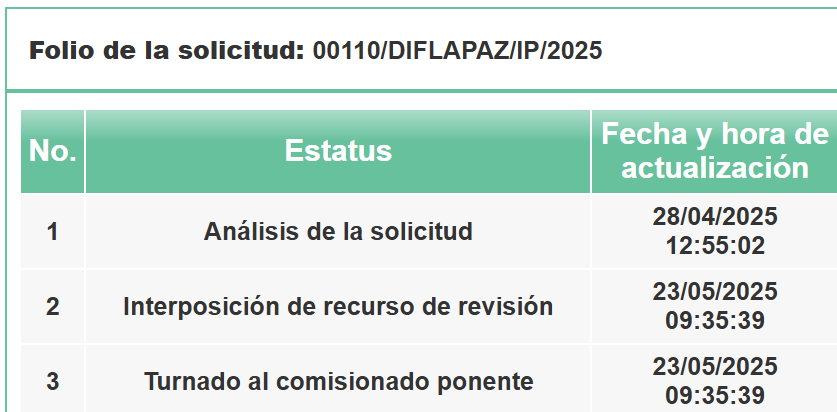 Folio de la solicitud: 00110/DIFLAPAZ/IP/2025
No. Estatus Fecha y hora de
actualización
1 Análisis de la solicitud 28/04/2025
12:55:02
2 Interposición de recurso de revisión 23/05/2025
09:35:39
3 Turnado al comisionado ponente 23/05/2025
09:35:39